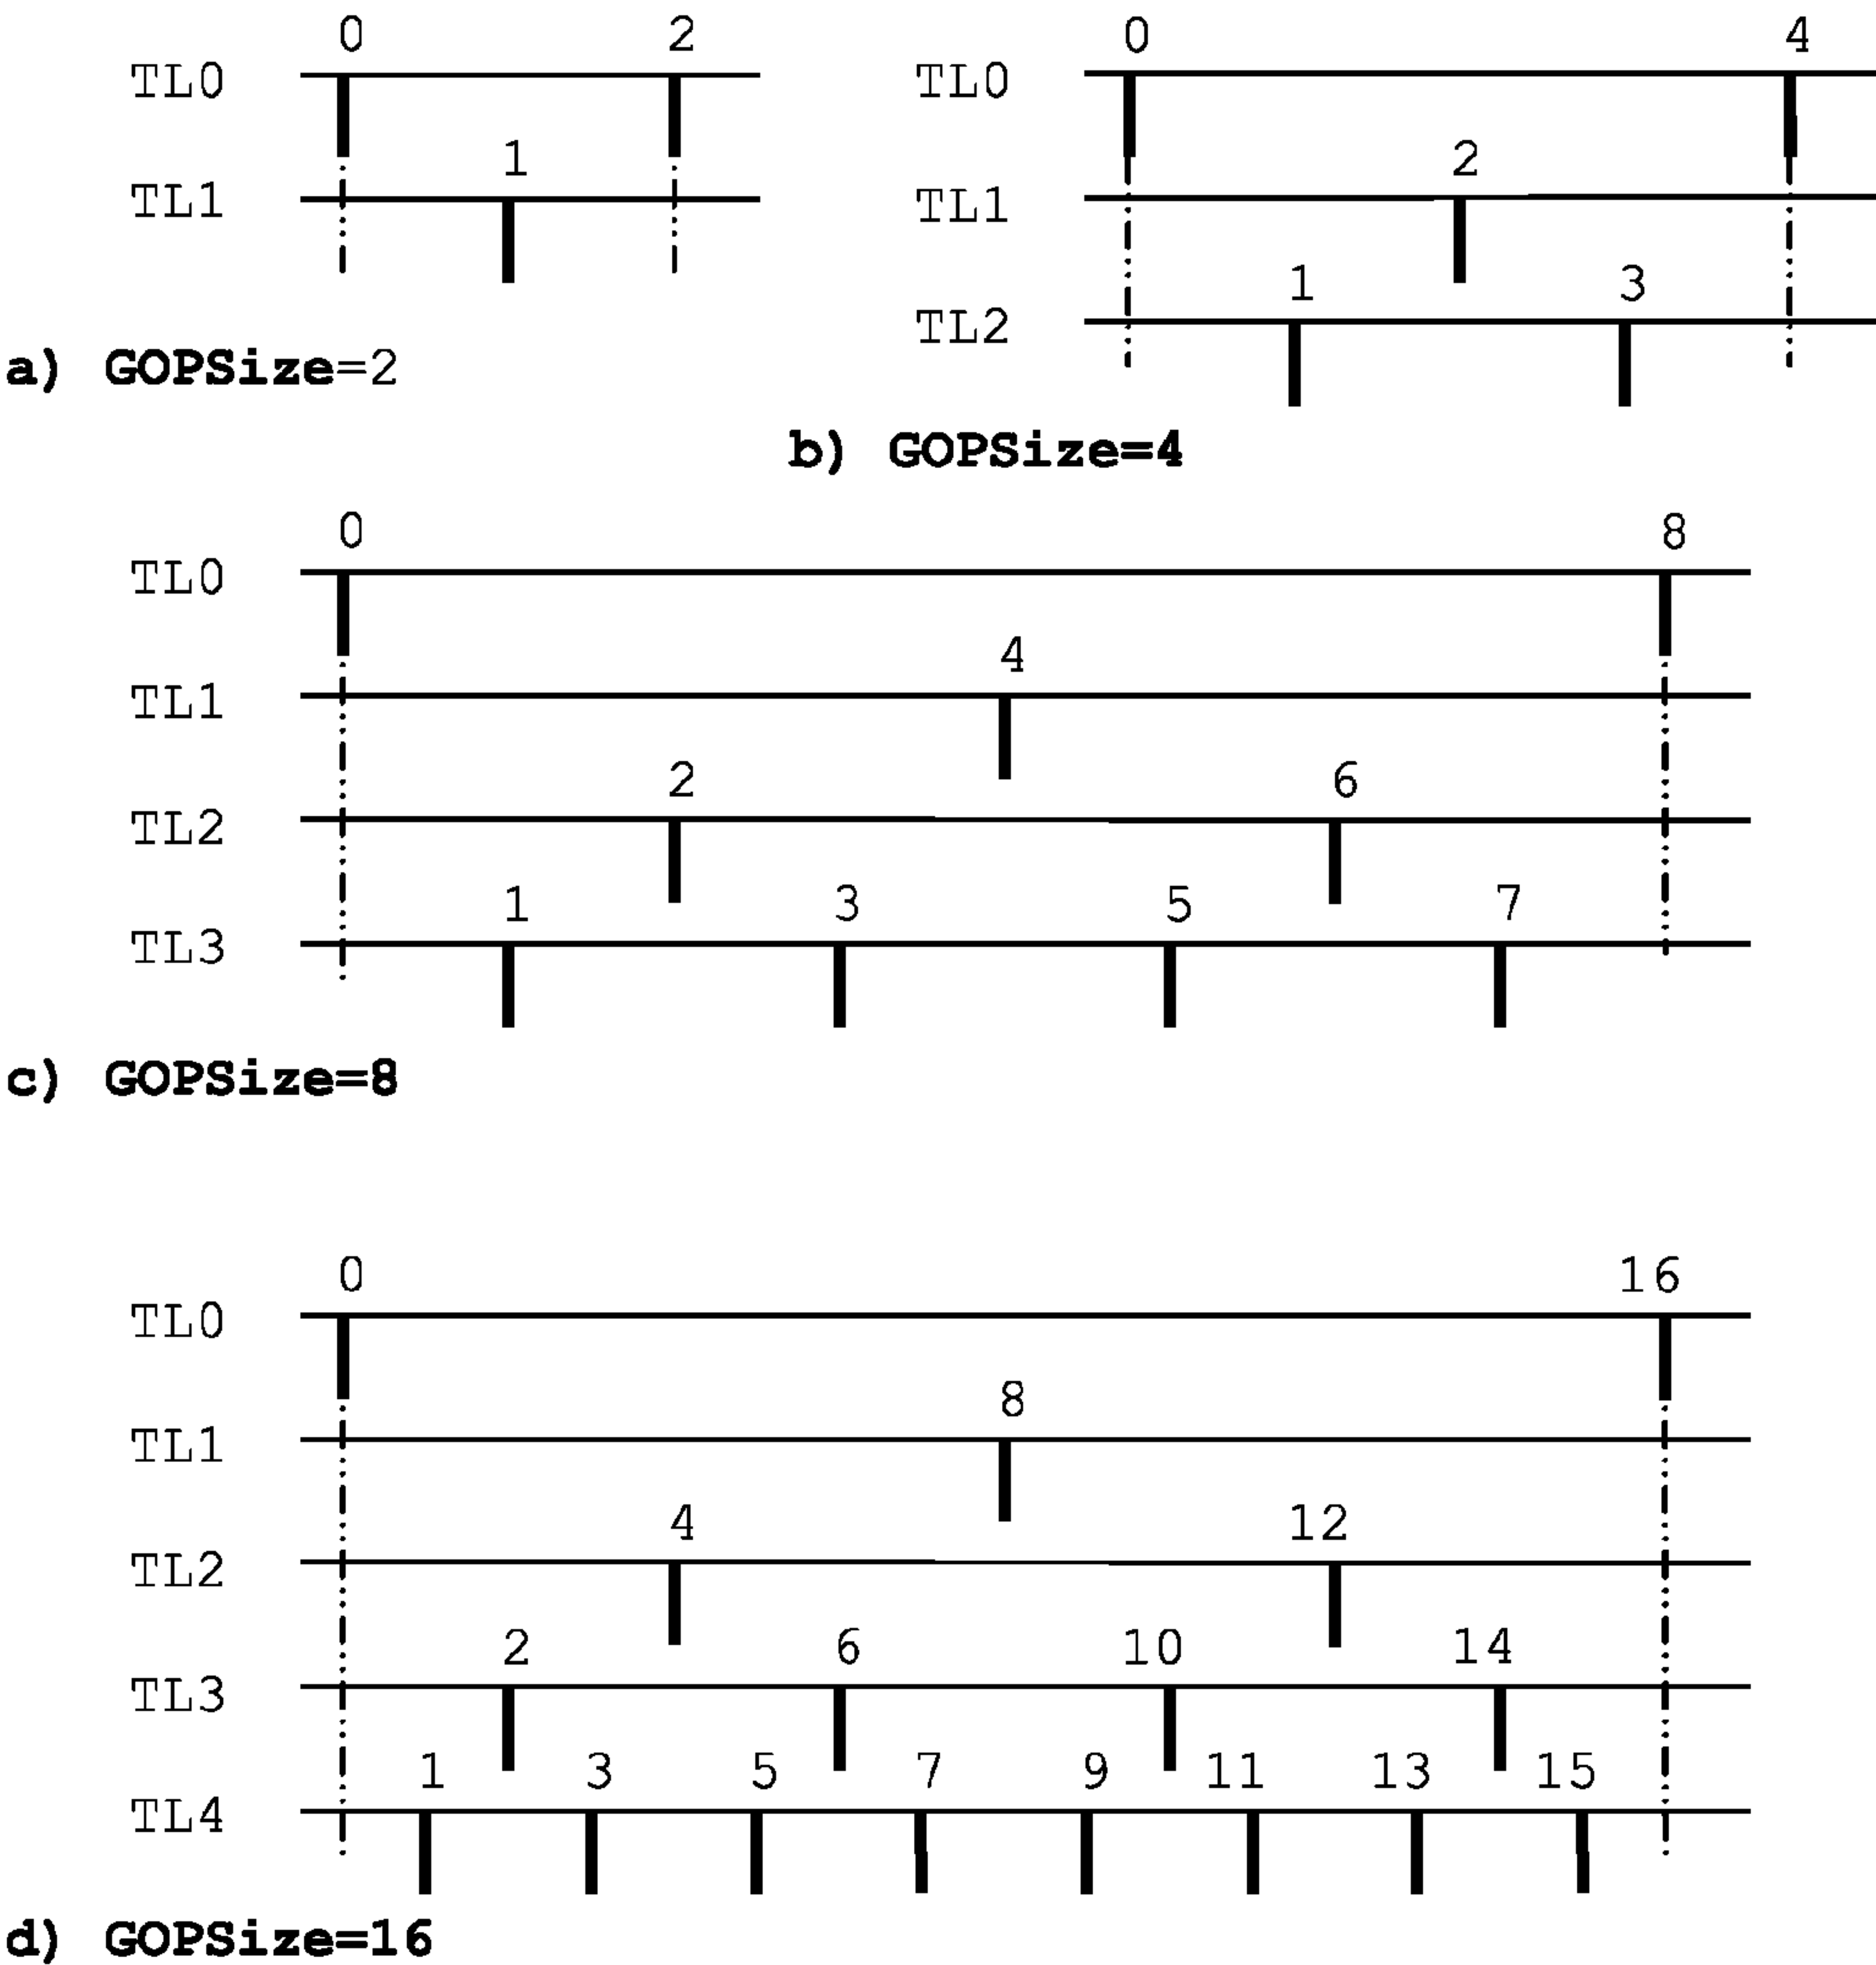 0 2
TL0
1
TL1
a) GOPSize=2
0 4
TL0
2
TL1
1 3
TL2
b) GOPSize=4
0 8
TL0
4
TL1
2 6
TL2
1 3 5 7
TL3
c) GOPSize=8
0 16
TL0
8
TL1
4 12
TL2
2 6 10 14
TL3
1 3 5 7 9 11 13 15
TL4
d) GOPSize=16